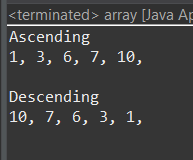 <terminated> array [Java Ap
Ascending
1, 3, 6, 7, 10,
Descending
10, 7, 6, 3, 1,